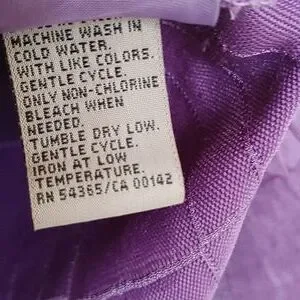 MACHINE WASH IN
COLD WATER.
WITH LIKE COLORS.
GENTLE CYCLE.
ONLY NON-CHLORINE
BLEACH WHEN
NEEDED.
TUMBLE DRY LOW.
GENTLE CYCLE.
IRON AT LOW
TEMPERATURE.
RN 54365/CA 00142